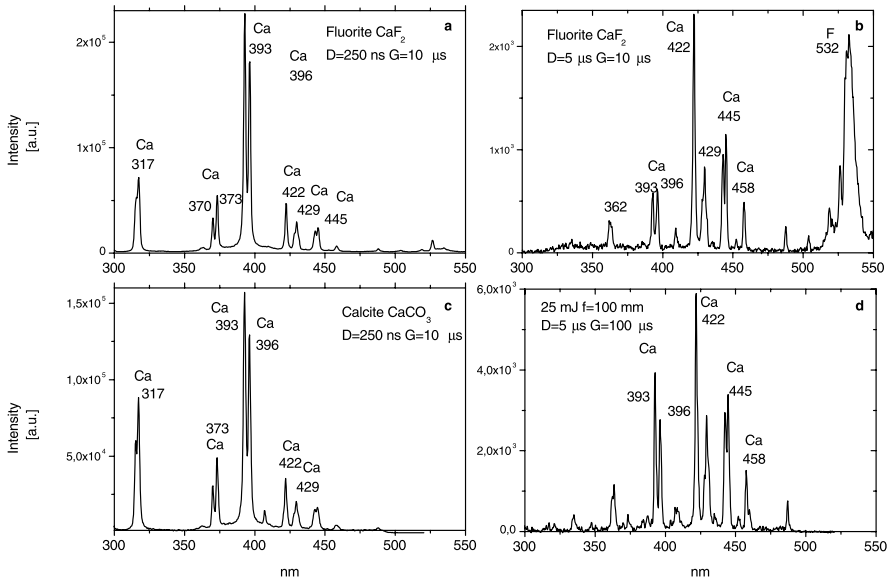 a
Fluorite CaF2
D=250 ns G=10 µs
Ca
393
Ca
396
Ca
317
Ca
370
373
Ca
422
Ca
429
Ca
445
Intensity
[a.u.]
2x10^5
1x10^5
0
300 350 400 450 500 550
b
Fluorite CaF2
D=5 µs G=10 µs
Ca
422
F
532
Ca
445
429
Ca
458
Ca
393
396
362
2x10^3
1x10^3
0
300 350 400 450 500 550
c
Calcite CaCO3
D=250 ns G=10 µs
Ca
393
Ca
396
Ca
317
373
Ca
Ca
422
Ca
429
Intensity
[a.u.]
1,5x10^5
1,0x10^5
5,0x10^4
300 350 400 450 500 550
nm
d
25 mJ f=100 mm
D=5 µs G=100 µs
Ca
422
Ca
393
396
Ca
445
Ca
458
6,0x10^3
4,0x10^3
2,0x10^3
0,0
300 350 400 450 500 550
nm